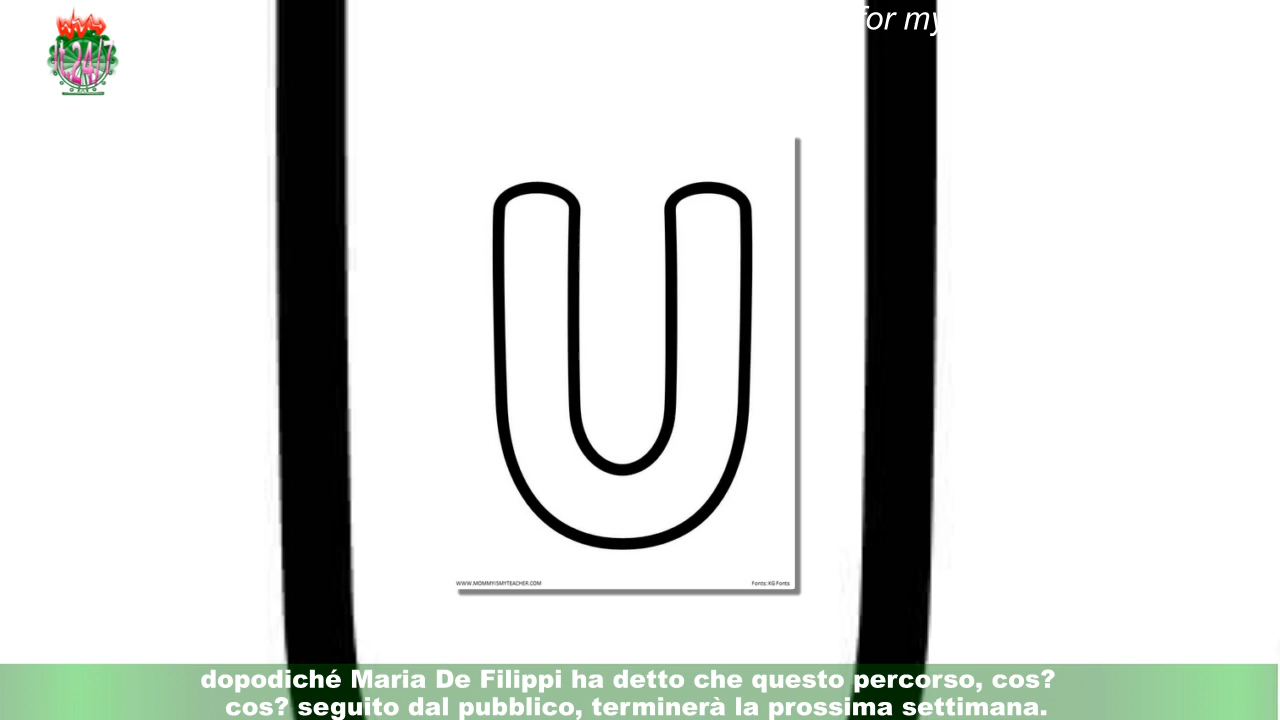 for my
U
WWW.MOMMYISMYTEACHER.COM
Fonts: KG Fonts
dopodiché Maria De Filippi ha detto che questo percorso, cos?
cos? seguito dal pubblico, terminerà la prossima settimana.